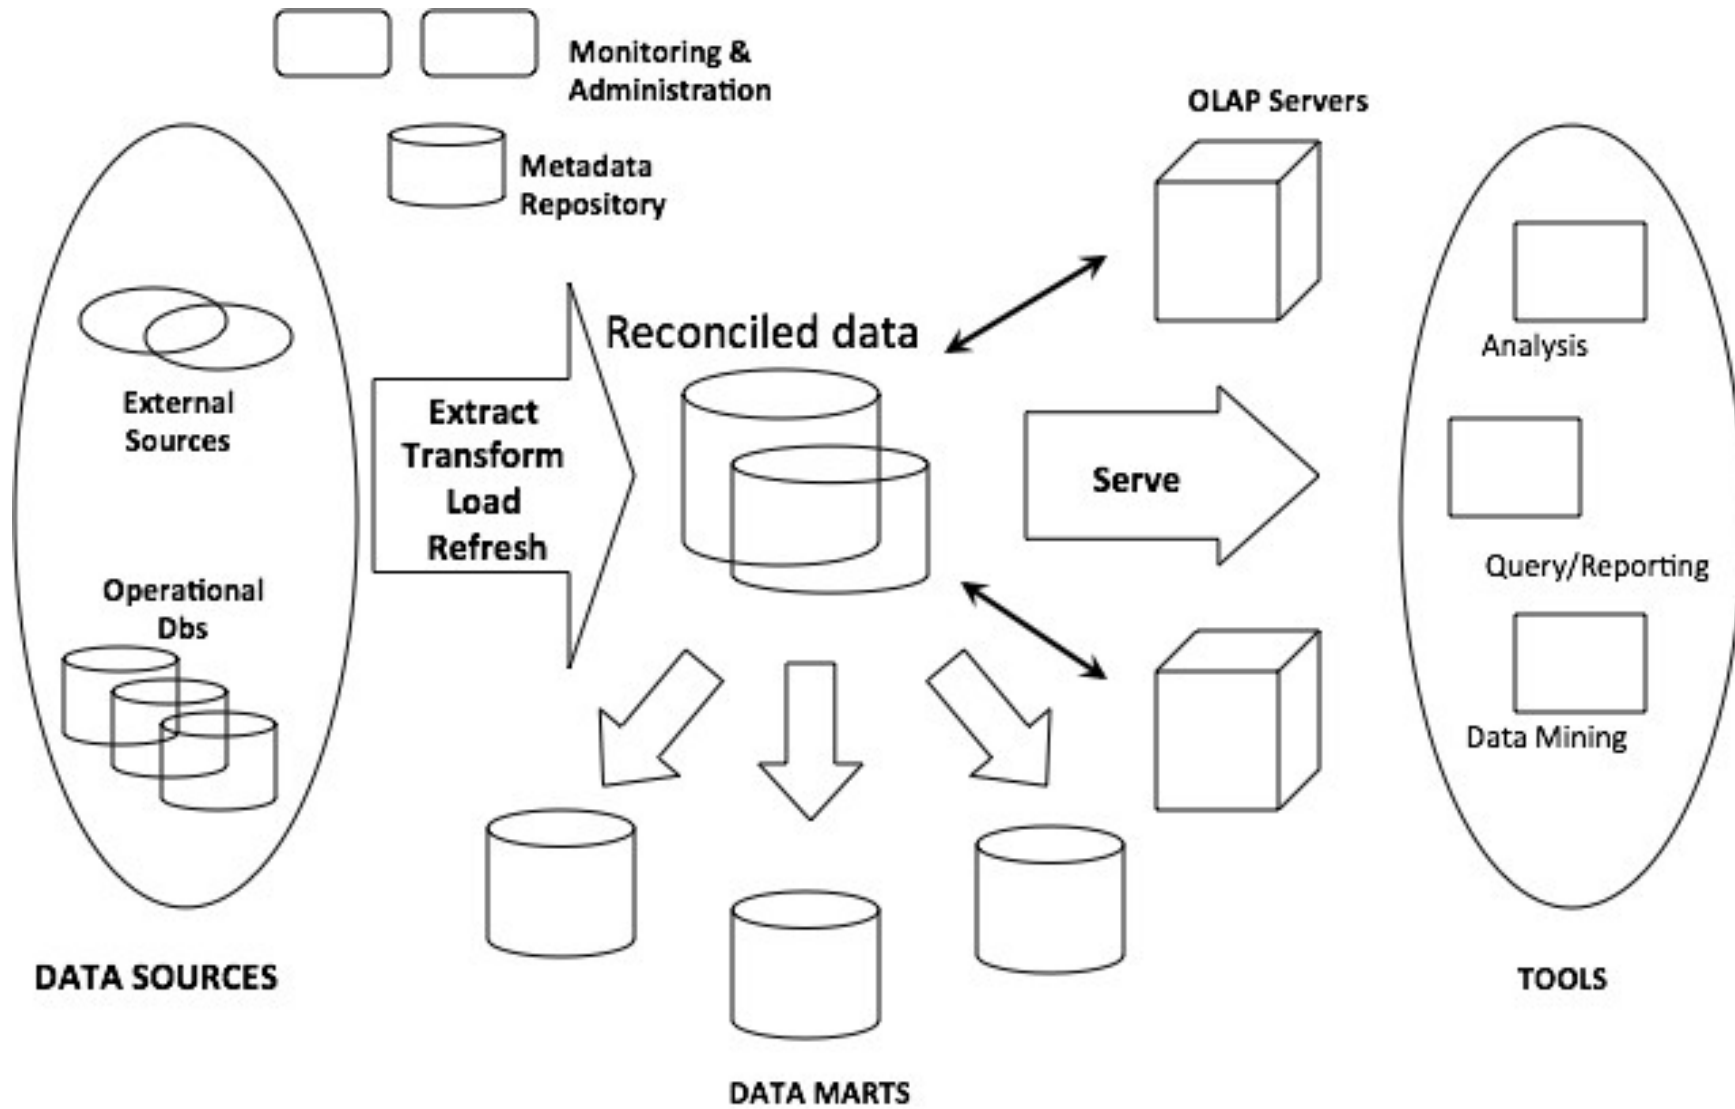 Monitoring &
Administration
Metadata
Repository
OLAP Servers
External
Sources
Operational
Dbs
DATA SOURCES
Extract
Transform
Load
Refresh
Reconciled data
Serve
DATA MARTS
Analysis
Query/Reporting
Data Mining
TOOLS